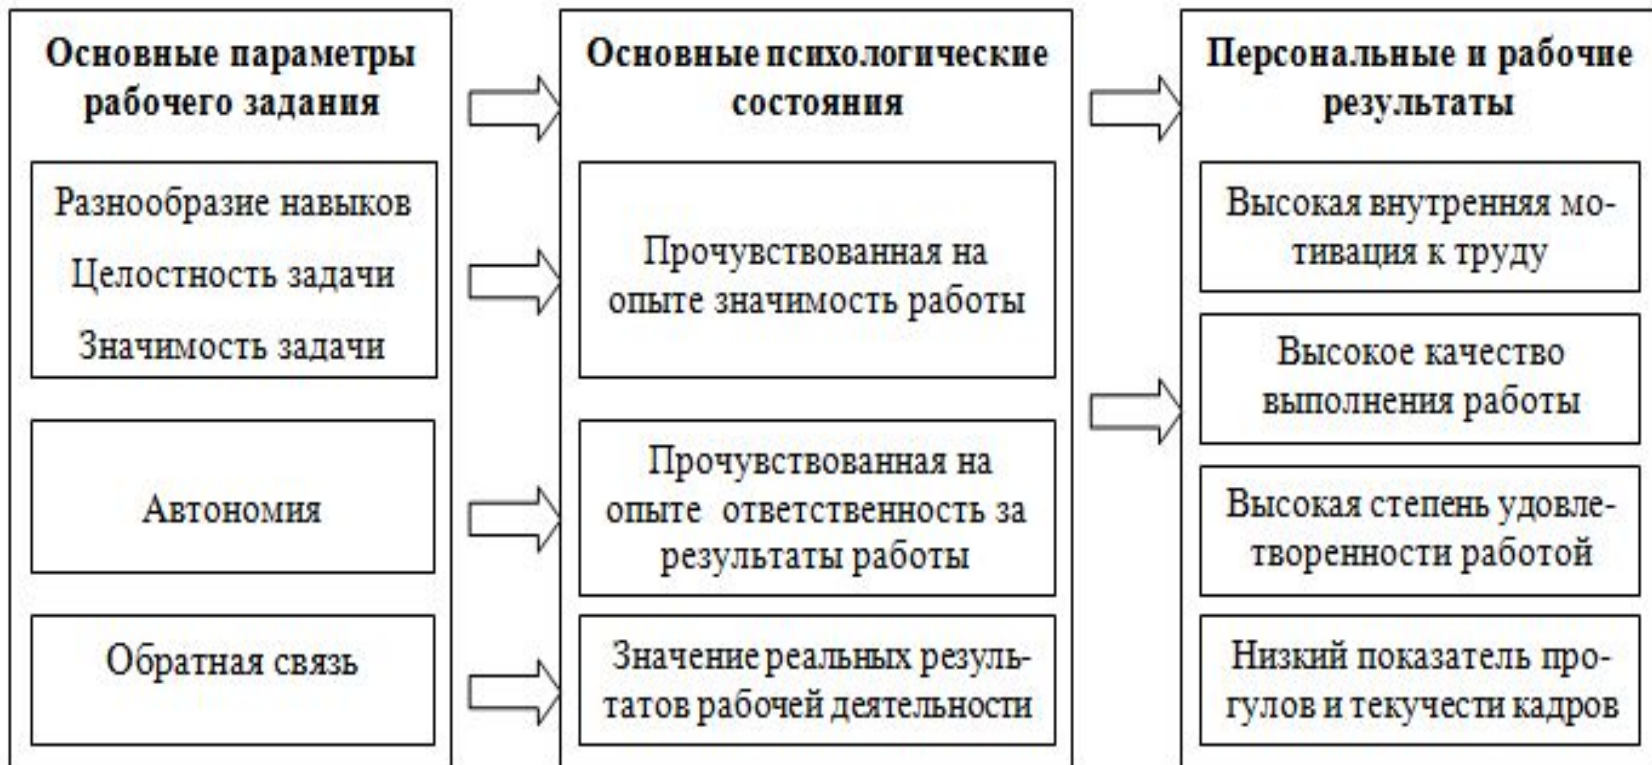 Основные параметры
рабочего задания
Разнообразие навыков
Целостность задачи
Значимость задачи
Автономия
Обратная связь
Основные психологические
состояния
Прочувствованная на
опыте значимость работы
Прочувствованная на
опыте ответственность за
результаты работы
Значение реальных резуль-
татов рабочей деятельности
Персональные и рабочие
результаты
Высокая внутренняя мо-
тивация к труду
Высокое качество
выполнения работы
Высокая степень удовле-
творенности работой
Низкий показатель про-
гулов и текучести кадров